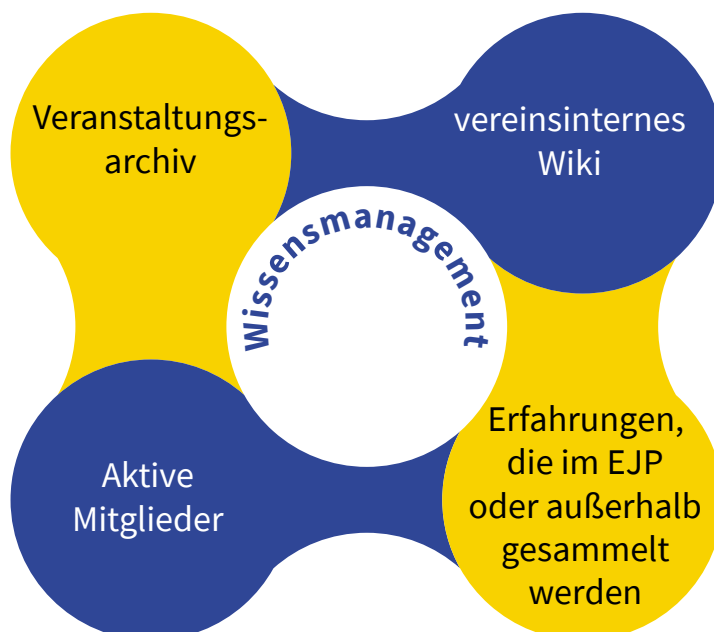 Veranstaltungs-
archiv
vereinsinternes
Wiki
Wissensmanagement
Aktive
Mitglieder
Erfahrungen,
die im EJP
oder außerhalb
gesammelt
werden